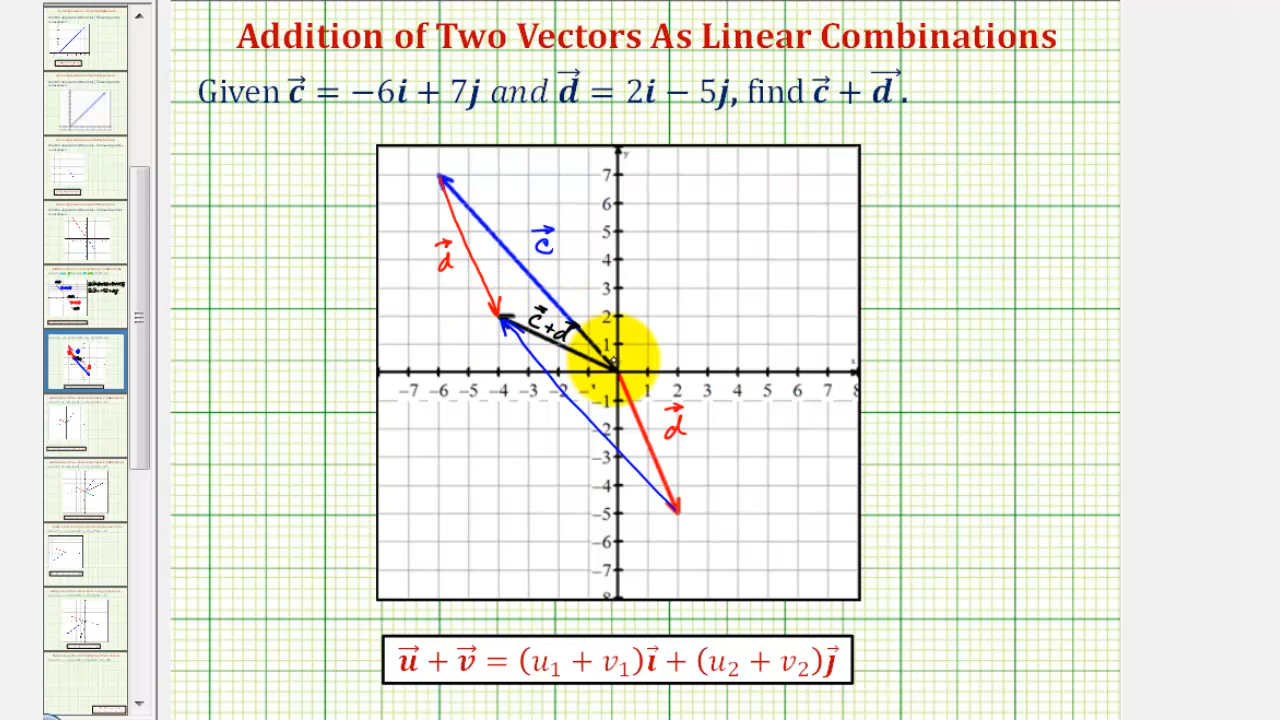 Addition of Two Vectors As Linear Combinations
Given c⃗ = −6i + 7j and d⃗ = 2i − 5j, find c⃗ + d⃗ .
y
7
6
5
4
3
2
1
c⃗
d⃗
c⃗+d⃗
x
−7 −6 −5 −4 −3 −2 1 2 3 4 5 6 7 8
d⃗
−1
−2
−3
−4
−5
−6
−7
u⃗ + v⃗ = (u₁ + v₁)i⃗ + (u₂ + v₂)j⃗